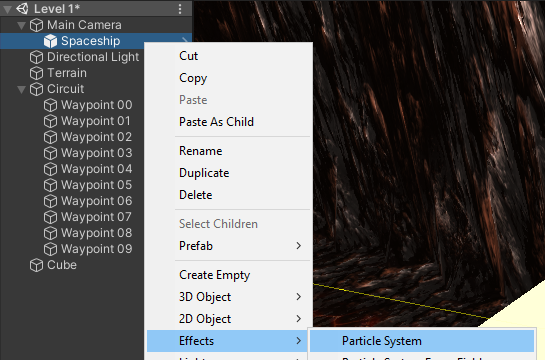 Level 1*
Main Camera
Spaceship
Directional Light
Terrain
Circuit
Waypoint 00
Waypoint 01
Waypoint 02
Waypoint 03
Waypoint 04
Waypoint 05
Waypoint 06
Waypoint 07
Waypoint 08
Waypoint 09
Cube
Cut
Copy
Paste
Paste As Child
Rename
Duplicate
Delete
Select Children
Prefab
Create Empty
3D Object
2D Object
Effects
Particle System